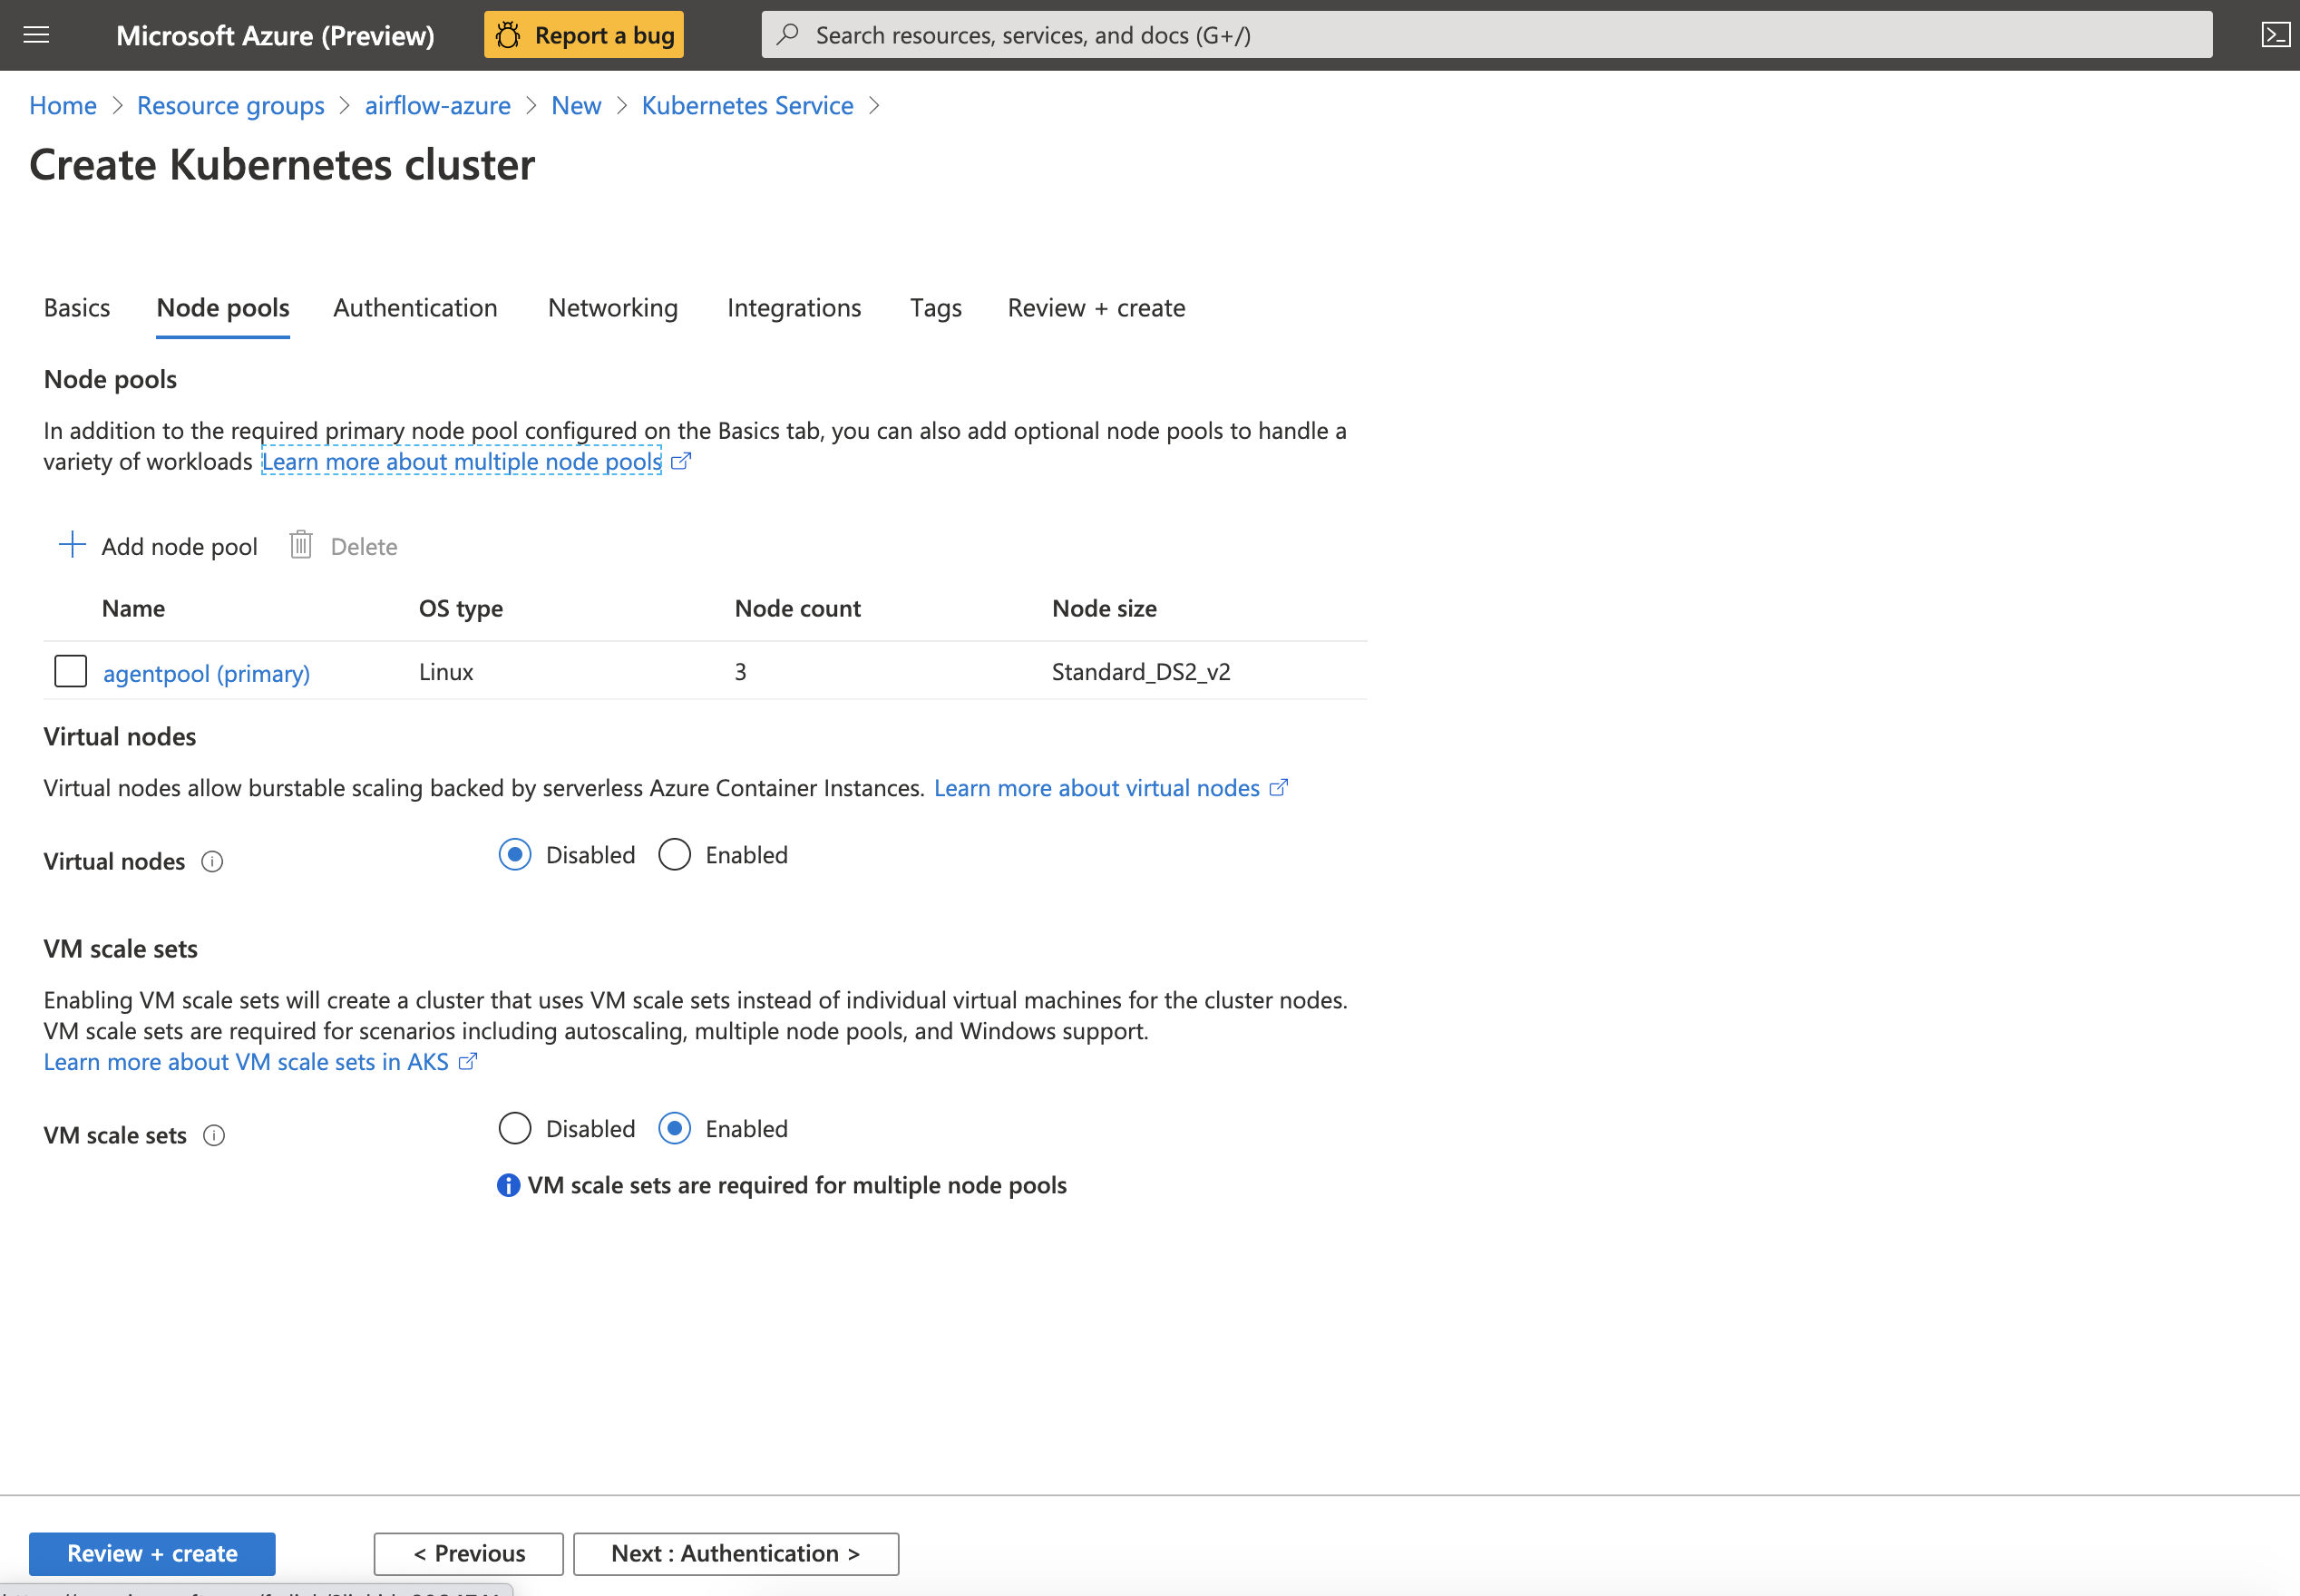 Microsoft Azure (Preview)
Report a bug
Search resources, services, and docs (G+/)
Home > Resource groups > airflow-azure > New > Kubernetes Service >
Create Kubernetes cluster
Basics Node pools Authentication Networking Integrations Tags Review + create
Node pools
In addition to the required primary node pool configured on the Basics tab, you can also add optional node pools to handle a
variety of workloads Learn more about multiple node pools
Add node pool Delete
Name OS type Node count Node size
agentpool (primary) Linux 3 Standard_DS2_v2
Virtual nodes
Virtual nodes allow burstable scaling backed by serverless Azure Container Instances. Learn more about virtual nodes
Virtual nodes Disabled Enabled
VM scale sets
Enabling VM scale sets will create a cluster that uses VM scale sets instead of individual virtual machines for the cluster nodes.
VM scale sets are required for scenarios including autoscaling, multiple node pools, and Windows support.
Learn more about VM scale sets in AKS
VM scale sets Disabled Enabled
VM scale sets are required for multiple node pools
Review + create < Previous Next : Authentication >